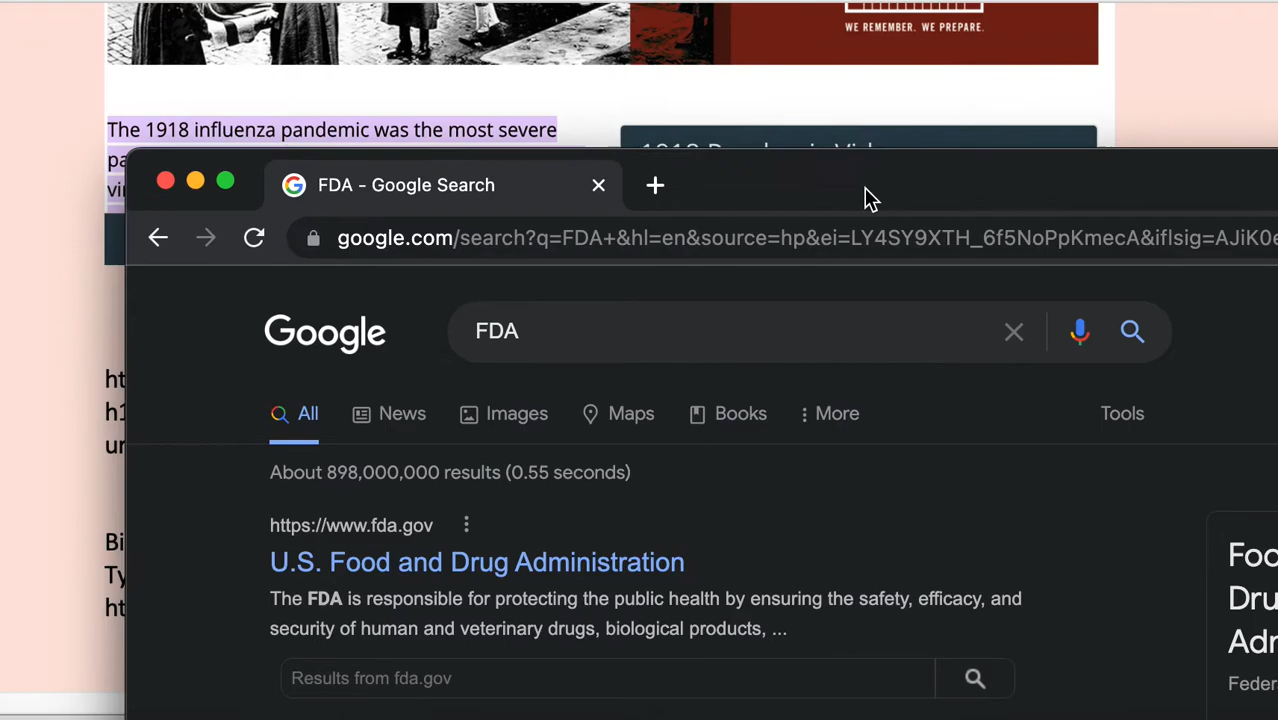 WE REMEMBER. WE PREPARE.
The 1918 influenza pandemic was the most severe
FDA - Google Search
google.com/search?q=FDA+&hl=en&source=hp&ei=LY4SY9XTH_6f5NoPpKmecA&iflsig=AJiK0e
Google
FDA
All News Images Maps Books More Tools
About 898,000,000 results (0.55 seconds)
https://www.fda.gov
U.S. Food and Drug Administration
The FDA is responsible for protecting the public health by ensuring the safety, efficacy, and
security of human and veterinary drugs, biological products, ...
Results from fda.gov